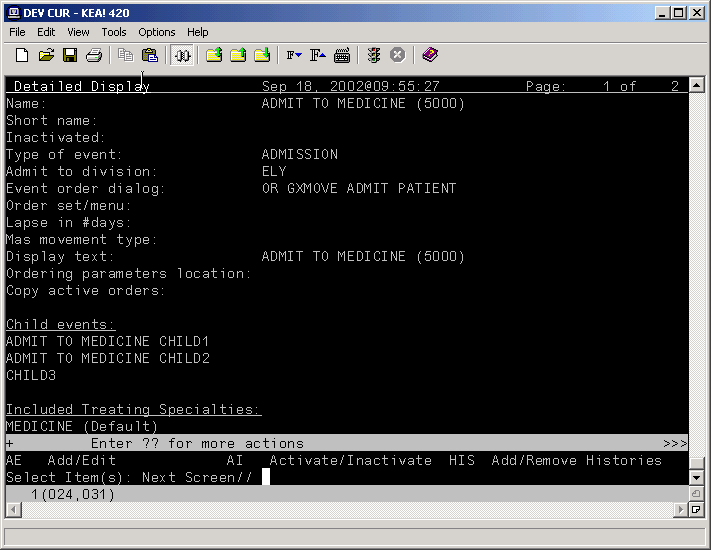 DEV CUR - KEA! 420
File Edit View Tools Options Help
Detailed Display Sep 18, 2002@09:55:27 Page: 1 of 2
Name: ADMIT TO MEDICINE (5000)
Short name:
Inactivated:
Type of event: ADMISSION
Admit to division: ELY
Event order dialog: OR GXMOVE ADMIT PATIENT
Order set/menu:
Lapse in #days:
Mas movement type:
Display text: ADMIT TO MEDICINE (5000)
Ordering parameters location:
Copy active orders:
Child events:
ADMIT TO MEDICINE CHILD1
ADMIT TO MEDICINE CHILD2
CHILD3
Included Treating Specialties:
MEDICINE (Default)
+ Enter ?? for more actions >>>
AE Add/Edit AI Activate/Inactivate HIS Add/Remove Histories
Select Item(s): Next Screen//
1(024,031)